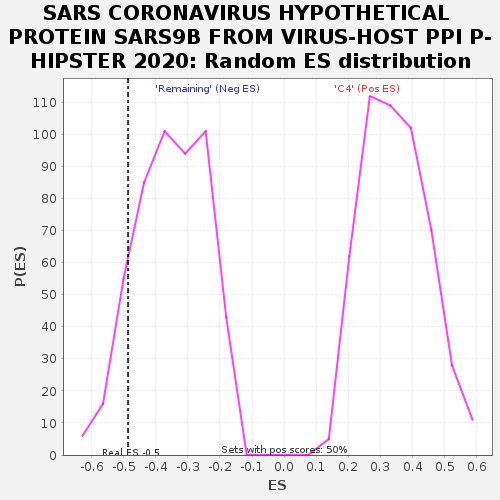 SARS CORONAVIRUS HYPOTHETICAL
PROTEIN SARS9B FROM VIRUS-HOST PPI P-
HIPSTER 2020: Random ES distribution
'Remaining' (Neg ES) 'C4' (Pos ES)
110
100
90
80
70
60
50
40
30
20
10
0
P(ES)
Real ES -0.5
Sets with pos scores: 50%
-0.6 -0.5 -0.4 -0.3 -0.2 -0.1 0.0 0.1 0.2 0.3 0.4 0.5 0.6
ES